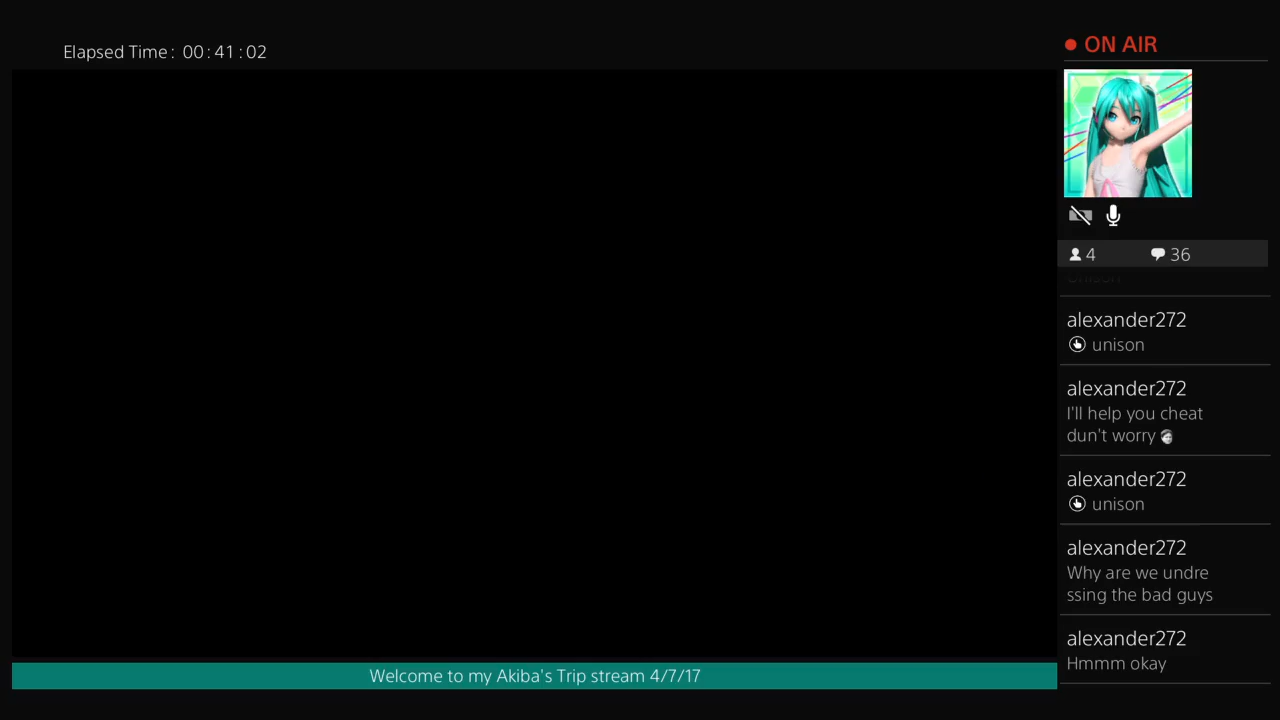 Elapsed Time: 00:41:02
ON AIR
4
36
alexander272
unison
alexander272
I'll help you cheat
dun't worry
alexander272
unison
alexander272
Why are we undre
ssing the bad guys
alexander272
Hmmm okay
Welcome to my Akiba's Trip stream 4/7/17